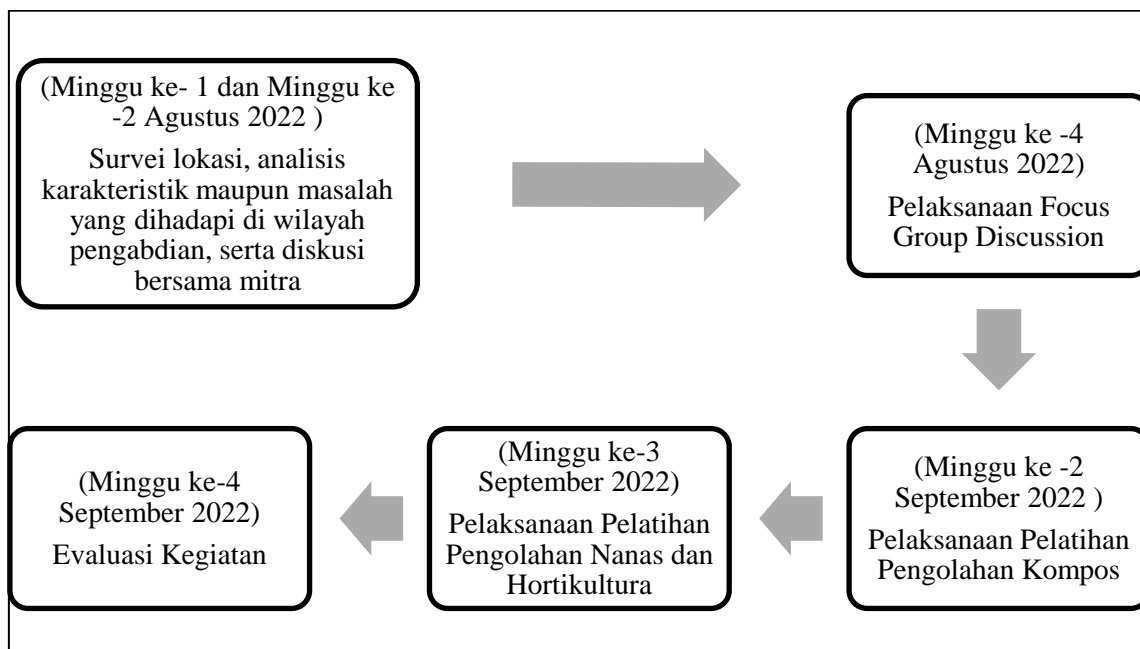 (Minggu ke- 1 dan Minggu ke
-2 Agustus 2022 )
Survei lokasi, analisis
karakteristik maupun masalah
yang dihadapi di wilayah
pengabdian, serta diskusi
bersama mitra
(Minggu ke -4
Agustus 2022)
Pelaksanaan Focus
Group Discussion
(Minggu ke -2
September 2022 )
Pelaksanaan Pelatihan
Pengolahan Kompos
(Minggu ke-3
September 2022)
Pelaksanaan Pelatihan
Pengolahan Nanas dan
Hortikultura
(Minggu ke-4
September 2022)
Evaluasi Kegiatan